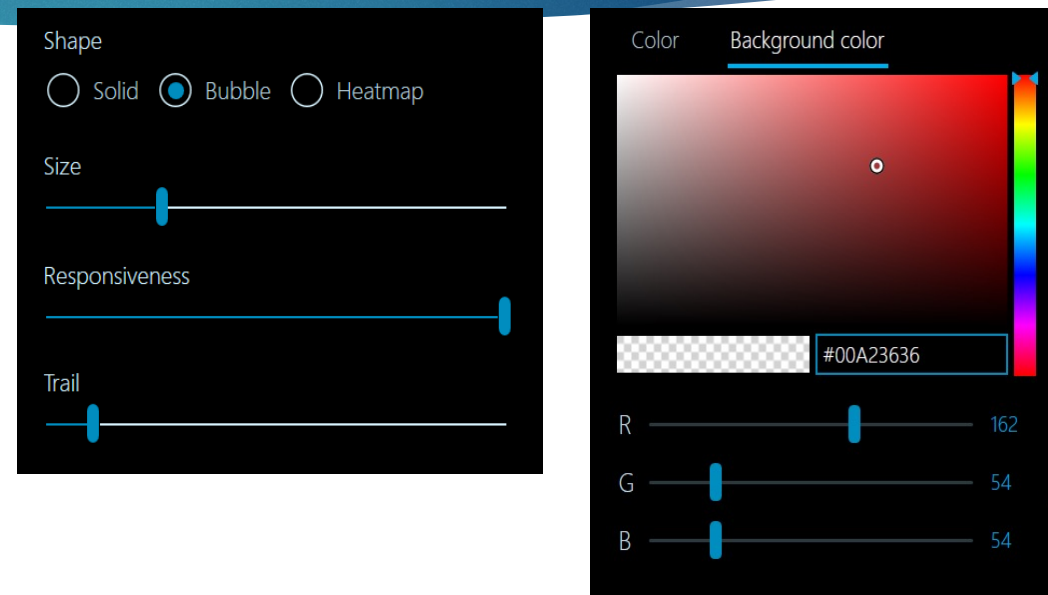 Shape
Solid Bubble Heatmap
Size
Responsiveness
Trail
Color Background color
#00A23636
R 162
G 54
B 54